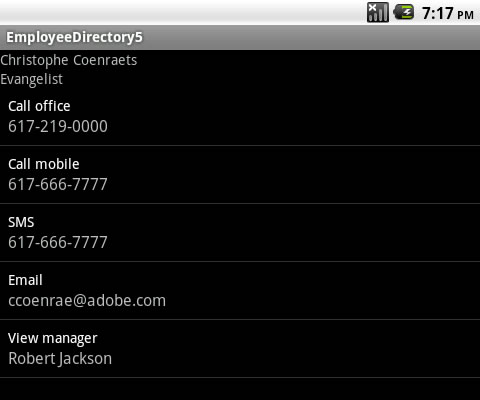 7:17 PM
EmployeeDirectory5
Christophe Coenraets
Evangelist
Call office
617-219-0000
Call mobile
617-666-7777
SMS
617-666-7777
Email
ccoenrae@adobe.com
View manager
Robert Jackson